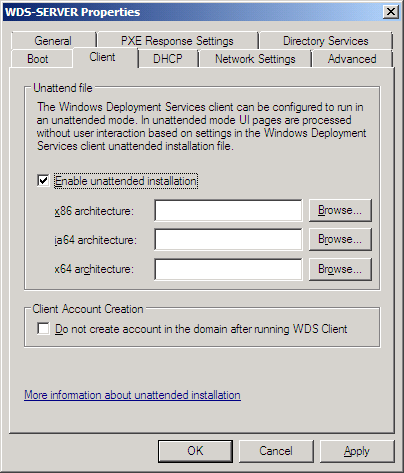 WDS-SERVER Properties
General PXE Response Settings Directory Services
Boot Client DHCP Network Settings Advanced
Unattend file
The Windows Deployment Services client can be configured to run in
an unattended mode. In unattended mode UI pages are processed
without user interaction based on settings in the Windows Deployment
Services client unattended installation file.
Enable unattended installation
x86 architecture: Browse...
ia64 architecture: Browse...
x64 architecture: Browse...
Client Account Creation
Do not create account in the domain after running WDS Client
More information about unattended installation
OK Cancel Apply